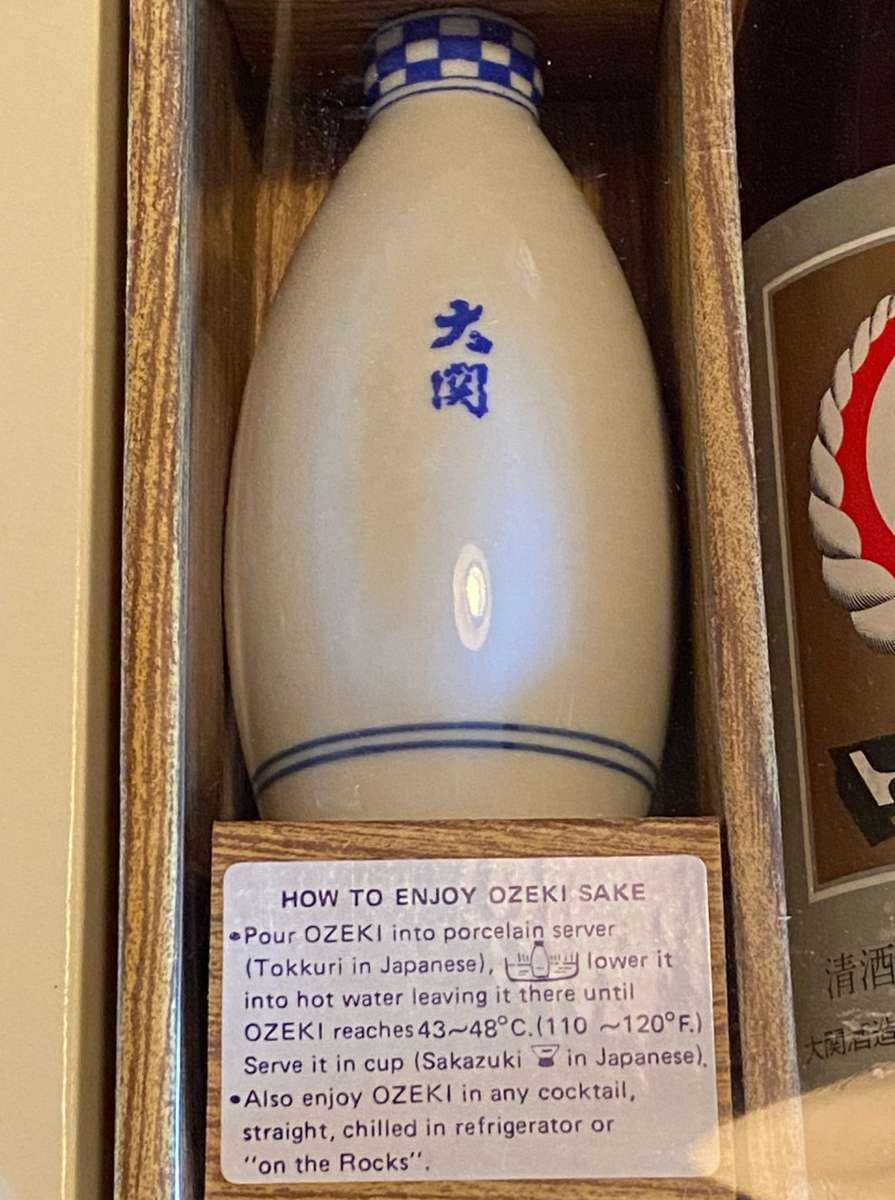 大
関
HOW TO ENJOY OZEKI SAKE
•Pour OZEKI into porcelain server
(Tokkuri in Japanese), lower it
into hot water leaving it there until
OZEKI reaches 43~48°C.(110 ~120°F.)
Serve it in cup (Sakazuki in Japanese).
•Also enjoy OZEKI in any cocktail,
straight, chilled in refrigerator or
"on the Rocks".
清酒
大関酒造